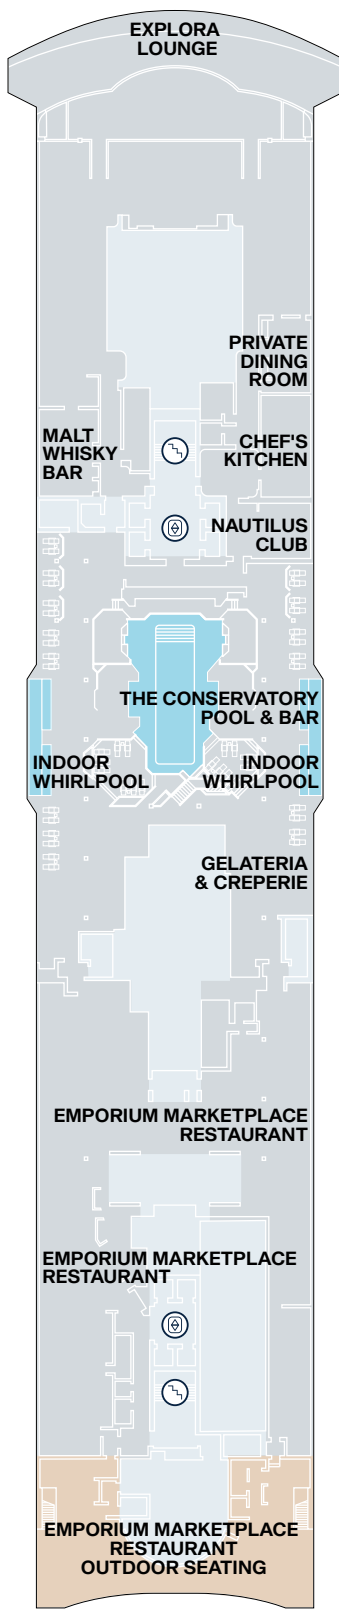 EXPLORA
LOUNGE
PRIVATE
DINING
ROOM
MALT
WHISKY
BAR
CHEF'S
KITCHEN
NAUTILUS
CLUB
THE CONSERVATORY
POOL & BAR
INDOOR
WHIRLPOOL
INDOOR
WHIRLPOOL
GELATERIA
& CREPERIE
EMPORIUM MARKETPLACE
RESTAURANT
EMPORIUM MARKETPLACE
RESTAURANT
EMPORIUM MARKETPLACE
RESTAURANT
OUTDOOR SEATING